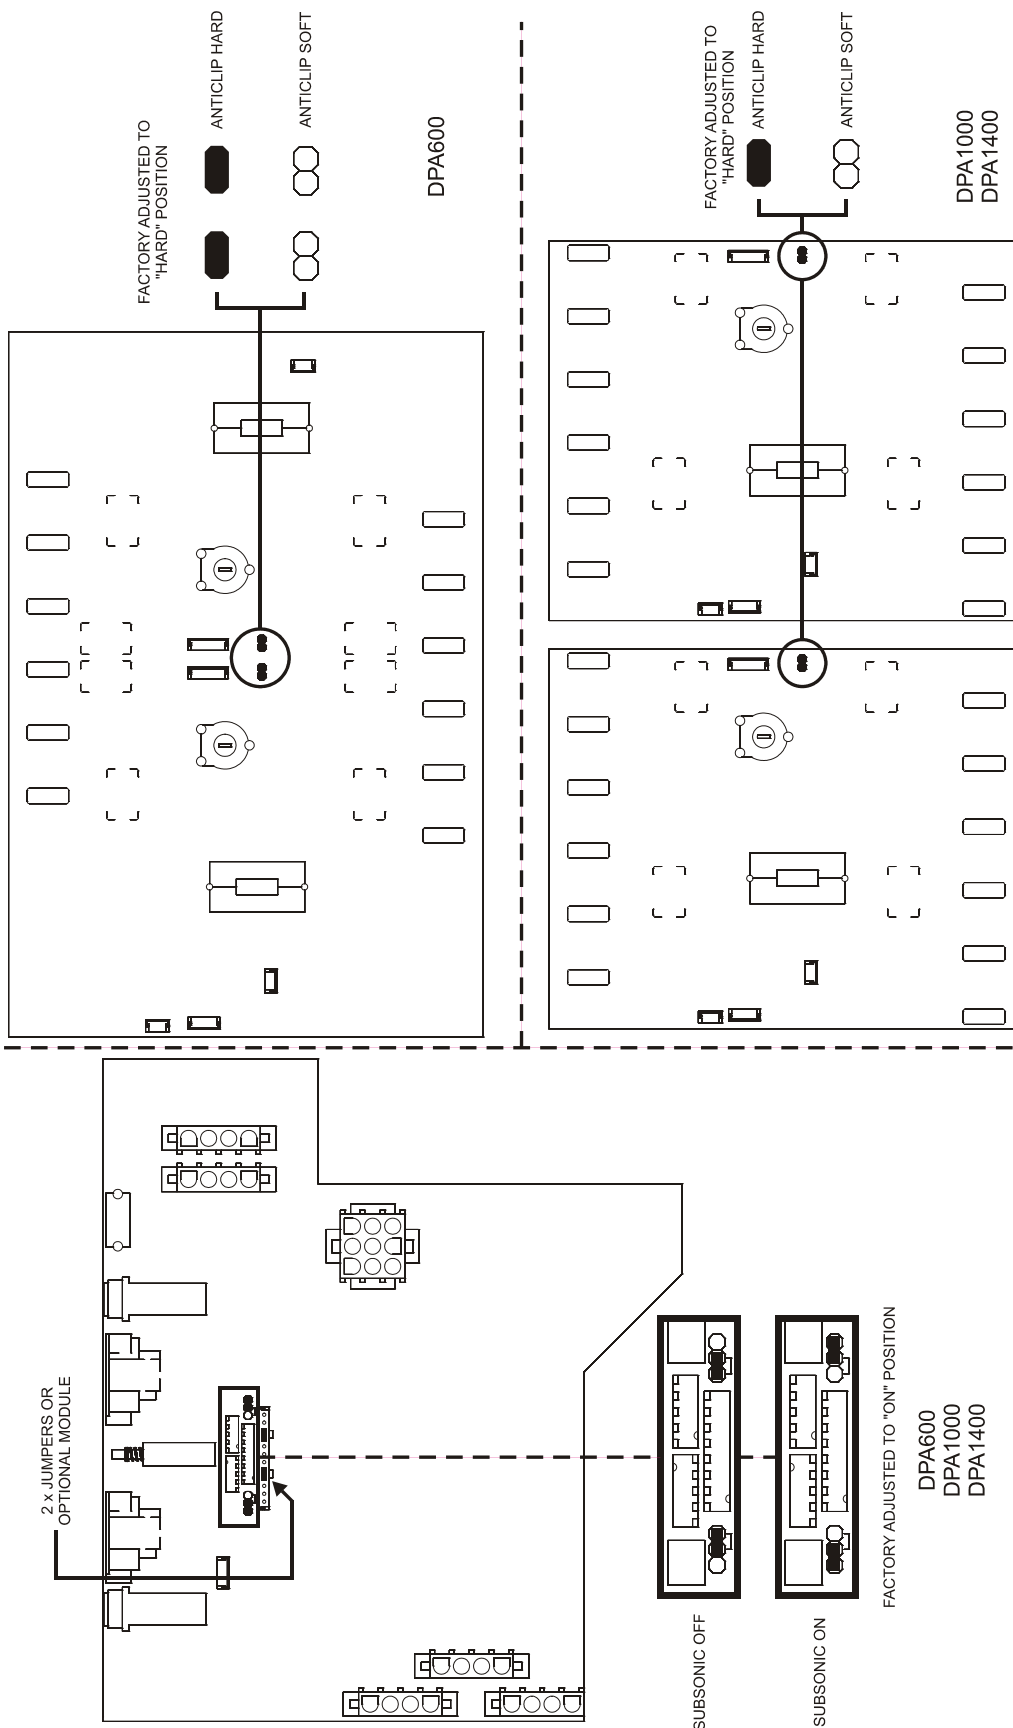 FACTORY ADJUSTED TO
"HARD" POSITION
ANTICLIP HARD
ANTICLIP SOFT
DPA600
FACTORY ADJUSTED TO
"HARD" POSITION
ANTICLIP HARD
ANTICLIP SOFT
DPA1000
DPA1400
2 x JUMPERS OR
OPTIONAL MODULE
SUBSONIC OFF
SUBSONIC ON
FACTORY ADJUSTED TO "ON" POSITION
DPA600
DPA1000
DPA1400